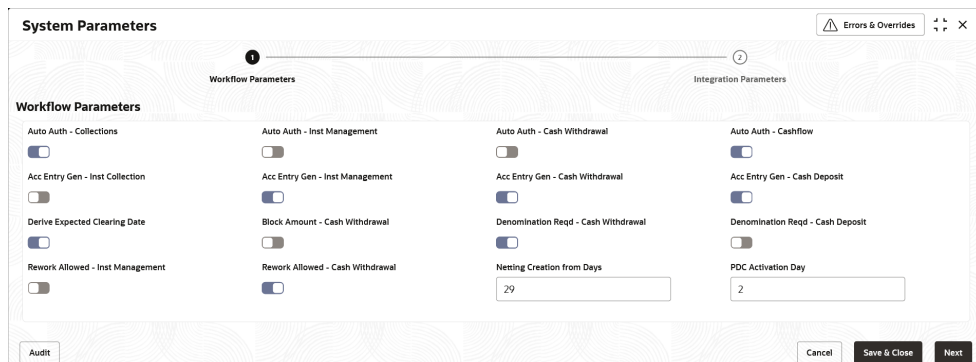 System Parameters
Errors & Overrides
1
2
Workflow Parameters
Integration Parameters
Workflow Parameters
Auto Auth - Collections
Auto Auth - Inst Management
Auto Auth - Cash Withdrawal
Auto Auth - Cashflow
Acc Entry Gen - Inst Collection
Acc Entry Gen - Inst Management
Acc Entry Gen - Cash Withdrawal
Acc Entry Gen - Cash Deposit
Derive Expected Clearing Date
Block Amount - Cash Withdrawal
Denomination Reqd - Cash Withdrawal
Denomination Reqd - Cash Deposit
Rework Allowed - Inst Management
Rework Allowed - Cash Withdrawal
Netting Creation from Days
PDC Activation Day
29
2
Audit
Cancel
Save & Close
Next